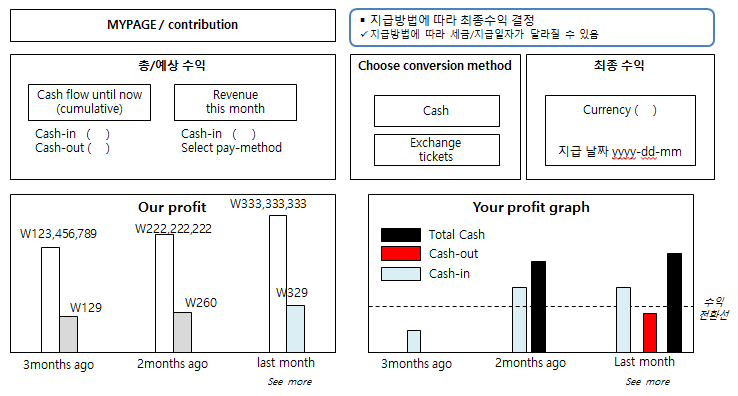 MYPAGE / contribution
▪ 지급방법에 따라 최종수익 결정
✓지급방법에 따라 세금/지급일자가 달라질 수 있음
총/예상 수익
Cash flow until now
(cumulative)
Cash-in ( )
Cash-out ( )
Revenue
this month
Cash-in ( )
Select pay-method
Choose conversion method
Cash
Exchange
tickets
최종 수익
Currency ( )
지급 날짜 yyyy-dd-mm
Our profit
W123,456,789
W129
W222,222,222
W260
W333,333,333
W329
3months ago
2months ago
last month
See more
Your profit graph
Total Cash
Cash-out
Cash-in
수익
전환선
3months ago
2months ago
Last month
See more